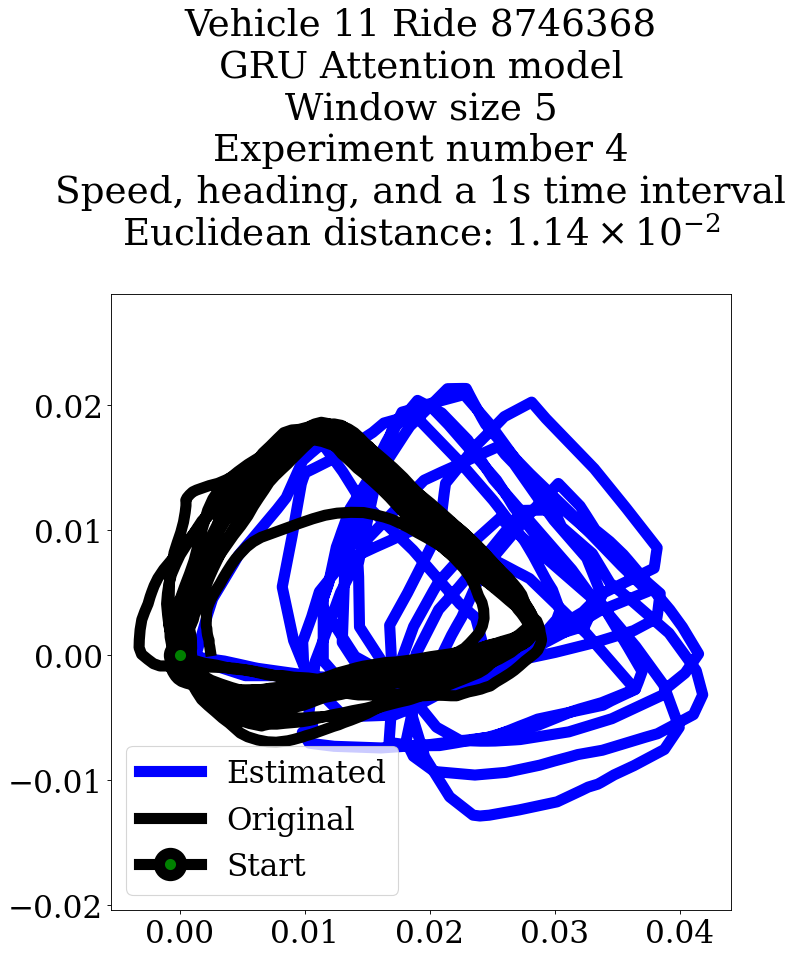 Vehicle 11 Ride 8746368
GRU Attention model
Window size 5
Experiment number 4
Speed, heading, and a 1s time interval
Euclidean distance: 1.14 × 10⁻²
0.02
0.01
0.00
−0.01
−0.02
Estimated
Original
Start
0.00 0.01 0.02 0.03 0.04